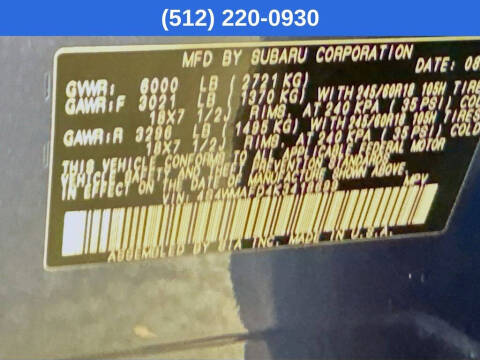 (512) 220-0930
MFD BY SUBARU CORPORATION
DATE: 08
GVWR: 6000 LB (2721 KG)
GAWR:F 3021 LB (1370 KG) WITH 245/60R18 105H TIRES
18X7 1/2J RIMS, AT 240 KPA (35 PSI) COLD
GAWR:R 3296 LB (1495 KG) WITH 245/60R18 105H TIRES
18X7 1/2J RIMS, AT 240 KPA (35 PSI) COLD
THIS VEHICLE CONFORMS TO ALL APPLICABLE FEDERAL MOTOR
VEHICLE SAFETY AND THEFT PREVENTION STANDARDS
IN EFFECT ON THE DATE OF MANUFACTURE SHOWN ABOVE.
VIN: MPV
ASSEMBLED BY SIA INC. MADE IN U.S.A.